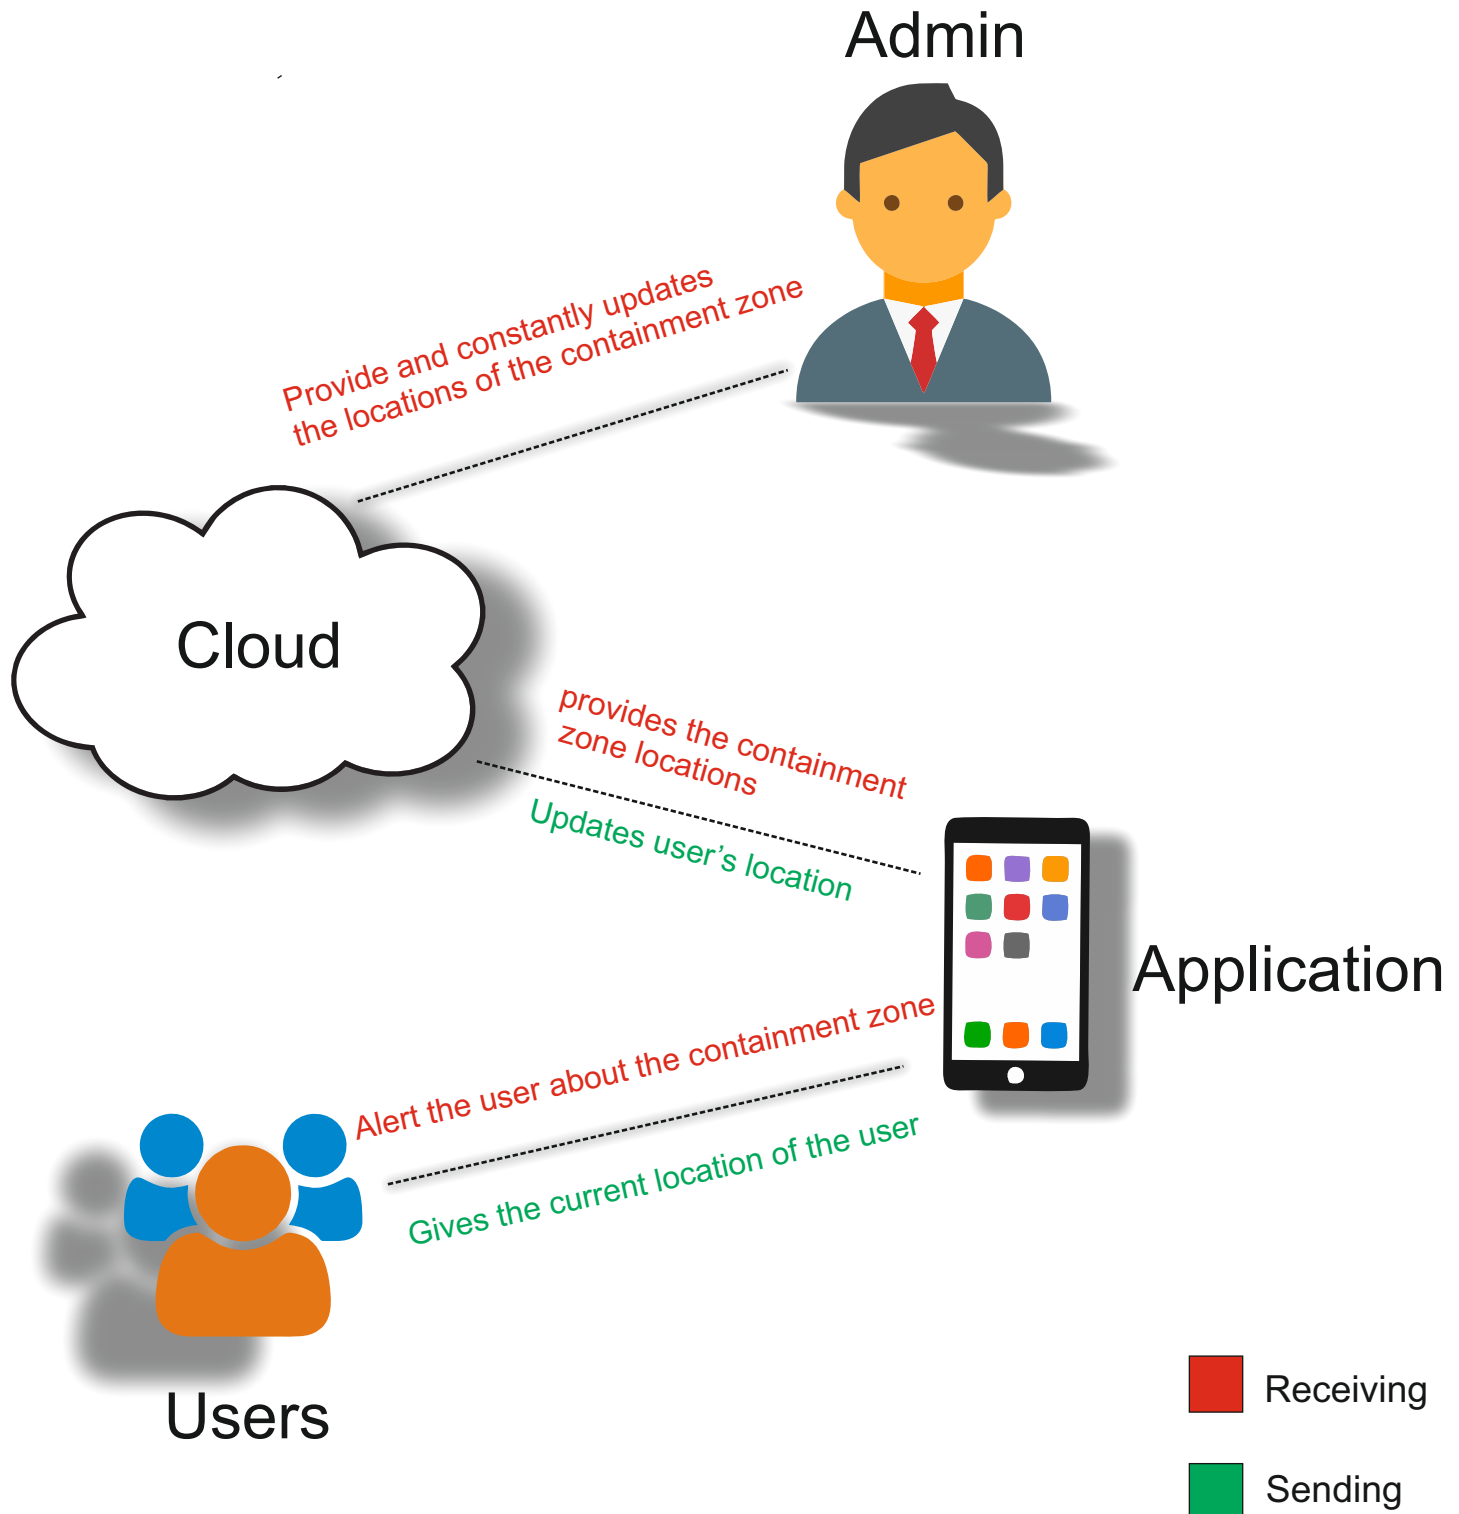 Admin
Provide and constantly updates
the locations of the containment zone
Cloud
provides the containment
zone locations
Updates user’s location
Application
Alert the user about the containment zone
Gives the current location of the user
Users
Receiving
Sending